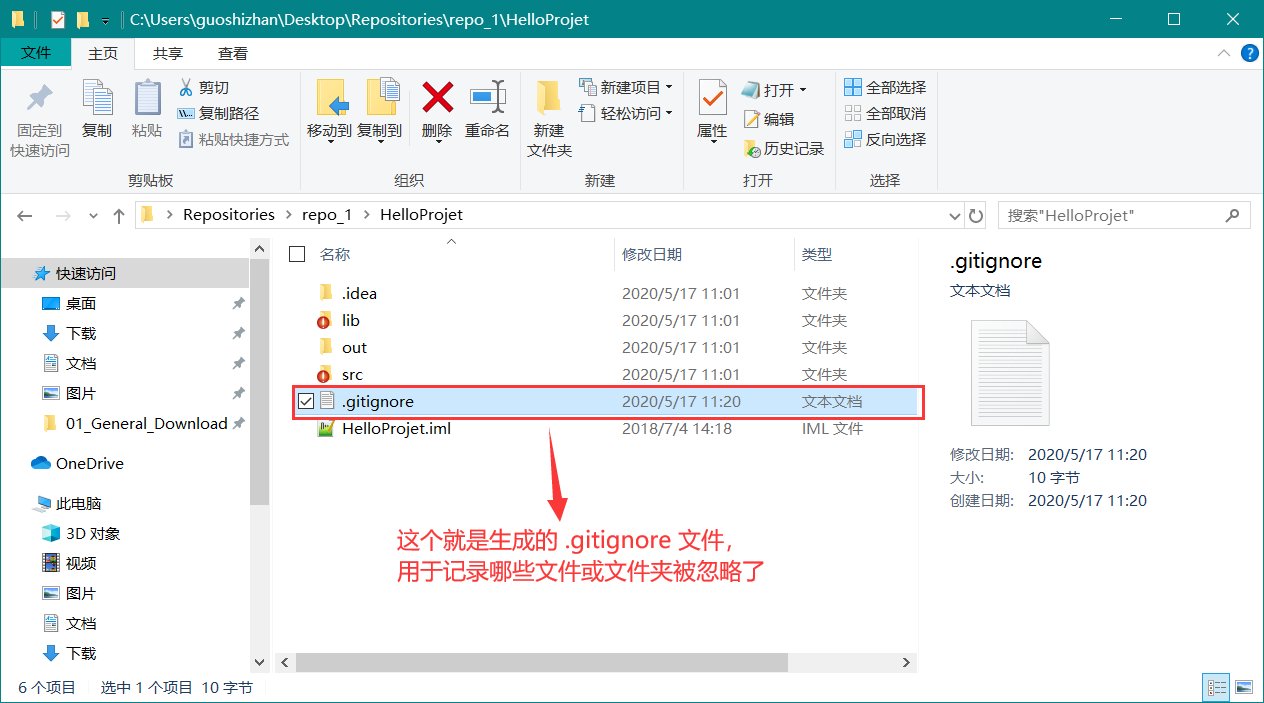 C:\Users\guoshizhan\Desktop\Repositories\repo_1\HelloProjet
文件 主页 共享 查看
固定到
快速访问
复制
粘贴
剪切
复制路径
粘贴快捷方式
剪贴板
移动到
复制到
删除
重命名
组织
新建
文件夹
新建项目
轻松访问
新建
属性
打开
编辑
历史记录
打开
全部选择
全部取消
反向选择
选择
Repositories repo_1 HelloProjet
搜索"HelloProjet"
快速访问
桌面
下载
文档
图片
01_General_Download
OneDrive
此电脑
3D 对象
视频
图片
文档
下载
名称 修改日期 类型
.idea 2020/5/17 11:01 文件夹
lib 2020/5/17 11:01 文件夹
out 2020/5/17 11:01 文件夹
src 2020/5/17 11:01 文件夹
.gitignore 2020/5/17 11:20 文本文档
HelloProjet.iml 2018/7/4 14:18 IML 文件
这个就是生成的 .gitignore 文件，
用于记录哪些文件或文件夹被忽略了
.gitignore
文本文档
修改日期: 2020/5/17 11:20
大小: 10 字节
创建日期: 2020/5/17 11:20
6 个项目 选中 1 个项目 10 字节